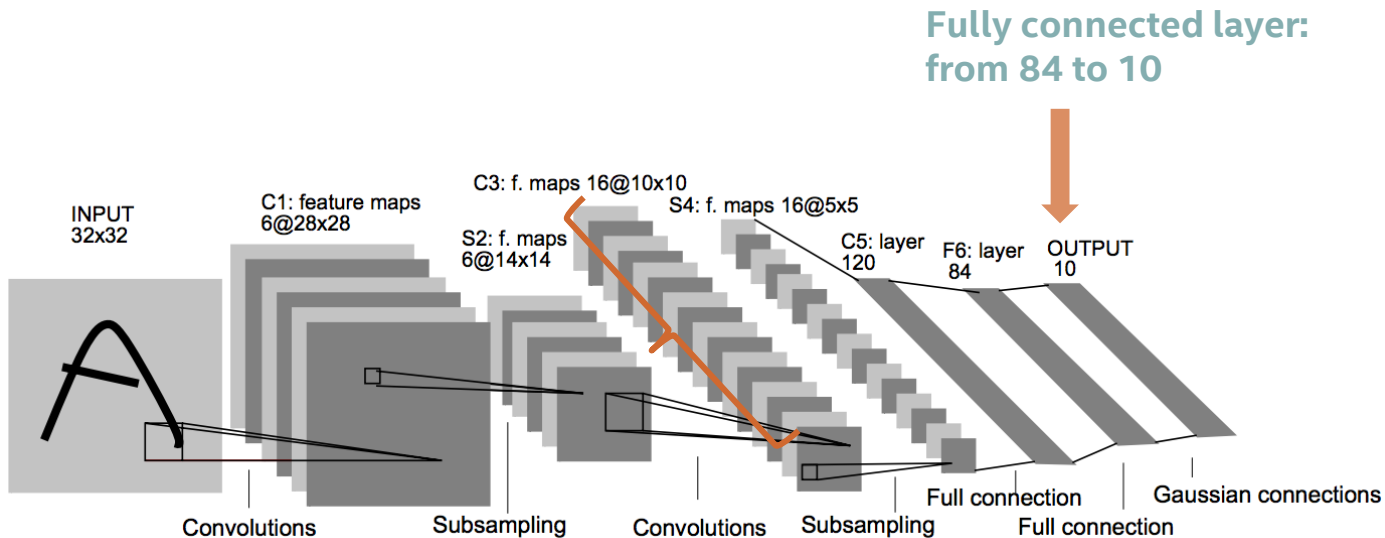 Fully connected layer:
from 84 to 10
C3: f. maps 16@10x10
S4: f. maps 16@5x5
C1: feature maps
6@28x28
INPUT
32x32
S2: f. maps
6@14x14
C5: layer
120
F6: layer
84
OUTPUT
10
A
Convolutions
Subsampling
Convolutions
Subsampling
Full connection
Full connection
Gaussian connections